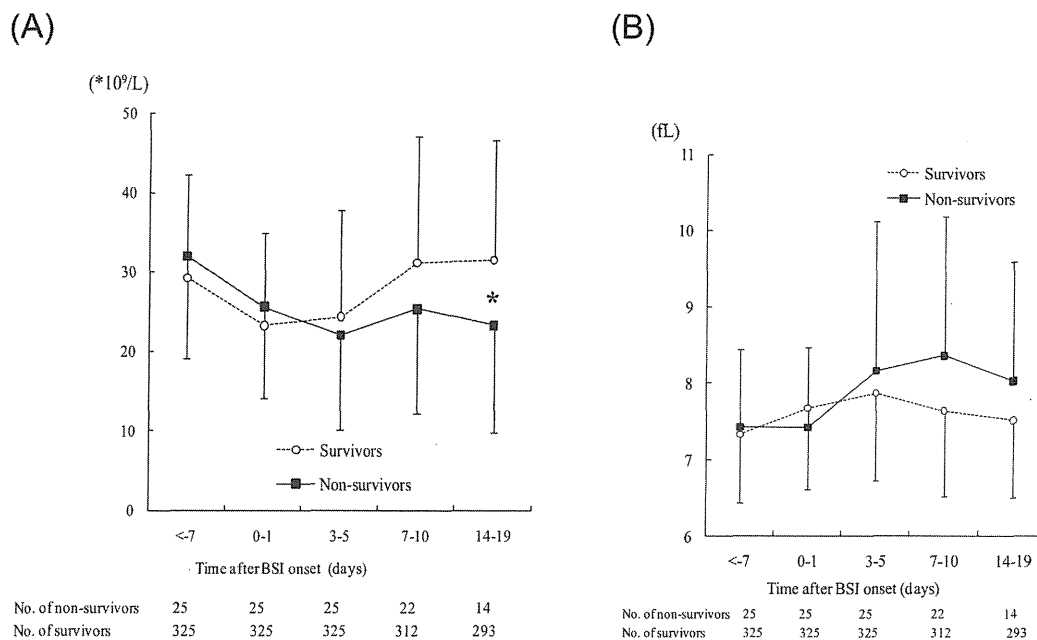 (A)
(*10⁹/L)
50
40
30
20
10
0
*
Survivors
Non-survivors
<-7 0-1 3-5 7-10 14-19
Time after BSI onset (days)
No. of non-survivors 25 25 25 22 14
No. of survivors 325 325 325 312 293
(B)
(fL)
11
10
9
8
7
6
Survivors
Non-survivors
<-7 0-1 3-5 7-10 14-19
Time after BSI onset (days)
No. of non-survivors 25 25 25 22 14
No. of survivors 325 325 325 312 293